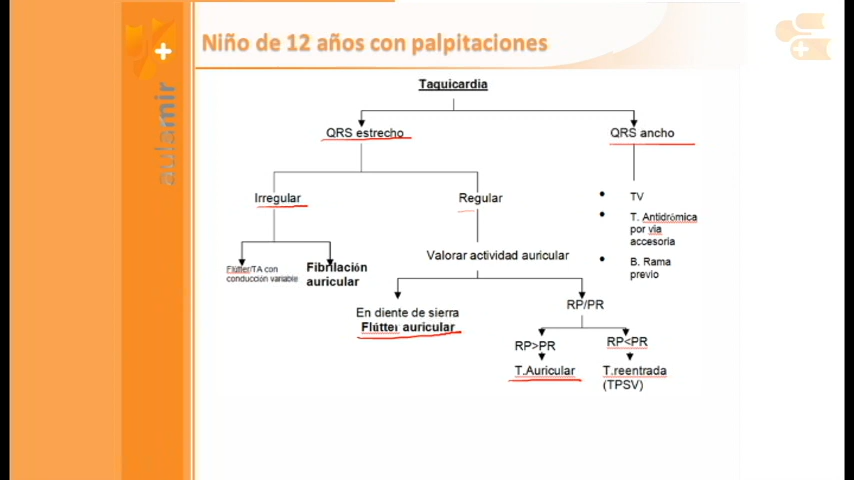 Niño de 12 años con palpitaciones
aulamir
Taquicardia
QRS estrecho
QRS ancho
Irregular
Regular
Flútter/TA con
conducción variable
Fibrilación
auricular
Valorar actividad auricular
En diente de sierra
Flútter auricular
RP/PR
RP>PR
T.Auricular
RP<PR
T.reentrada
(TPSV)
• TV
• T. Antidrómica
por via
accesoria
• B. Rama
previo